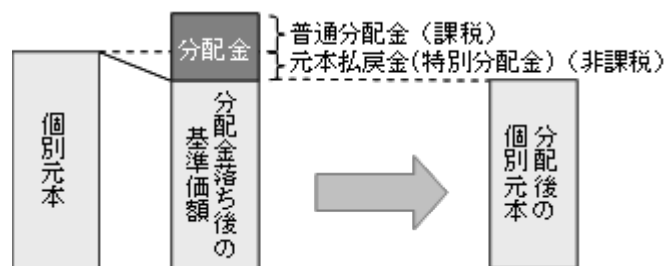 分配金
普通分配金（課税）
元本払戻金(特別分配金)（非課税）
個別元本
分配金落ち後の
基準価額
分配後の
個別元本